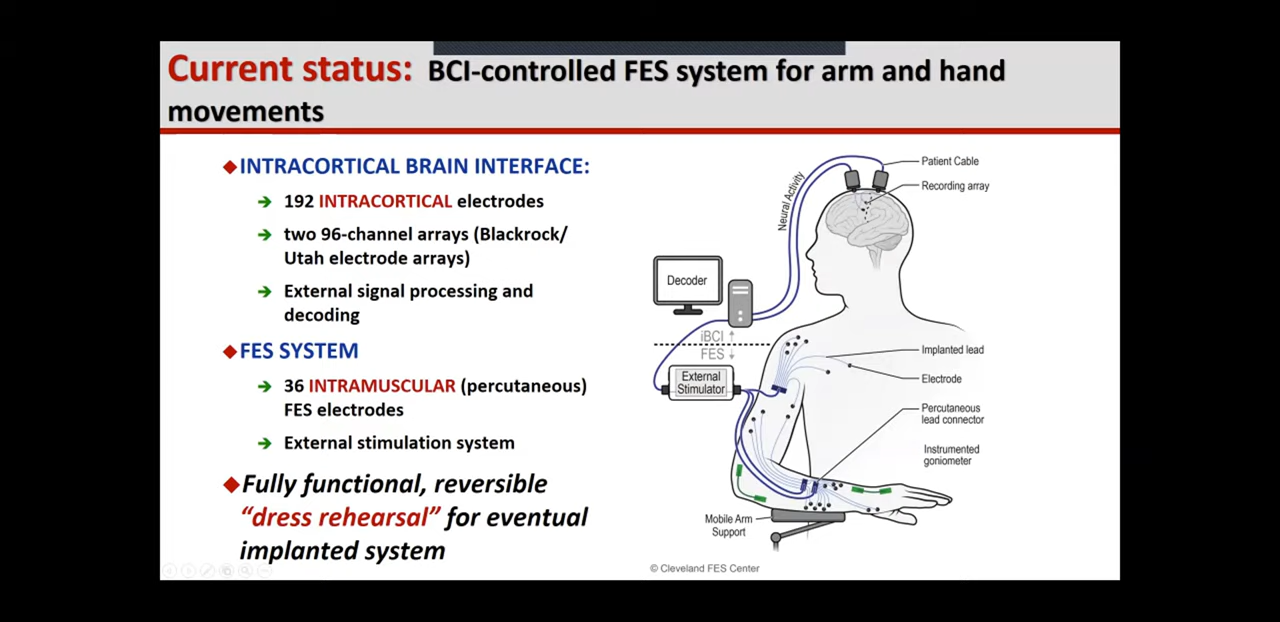 Current status: BCI-controlled FES system for arm and hand
movements
◆INTRACORTICAL BRAIN INTERFACE:
→ 192 INTRACORTICAL electrodes
→ two 96-channel arrays (Blackrock/
Utah electrode arrays)
→ External signal processing and
decoding
◆FES SYSTEM
→ 36 INTRAMUSCULAR (percutaneous)
FES electrodes
→ External stimulation system
◆Fully functional, reversible
“dress rehearsal” for eventual
implanted system
Patient Cable
Recording array
Neural Activity
Decoder
iBCI ↑
FES ↓
External
Stimulator
Implanted lead
Electrode
Percutaneous
lead connector
Instrumented
goniometer
Mobile Arm
Support
© Cleveland FES Center